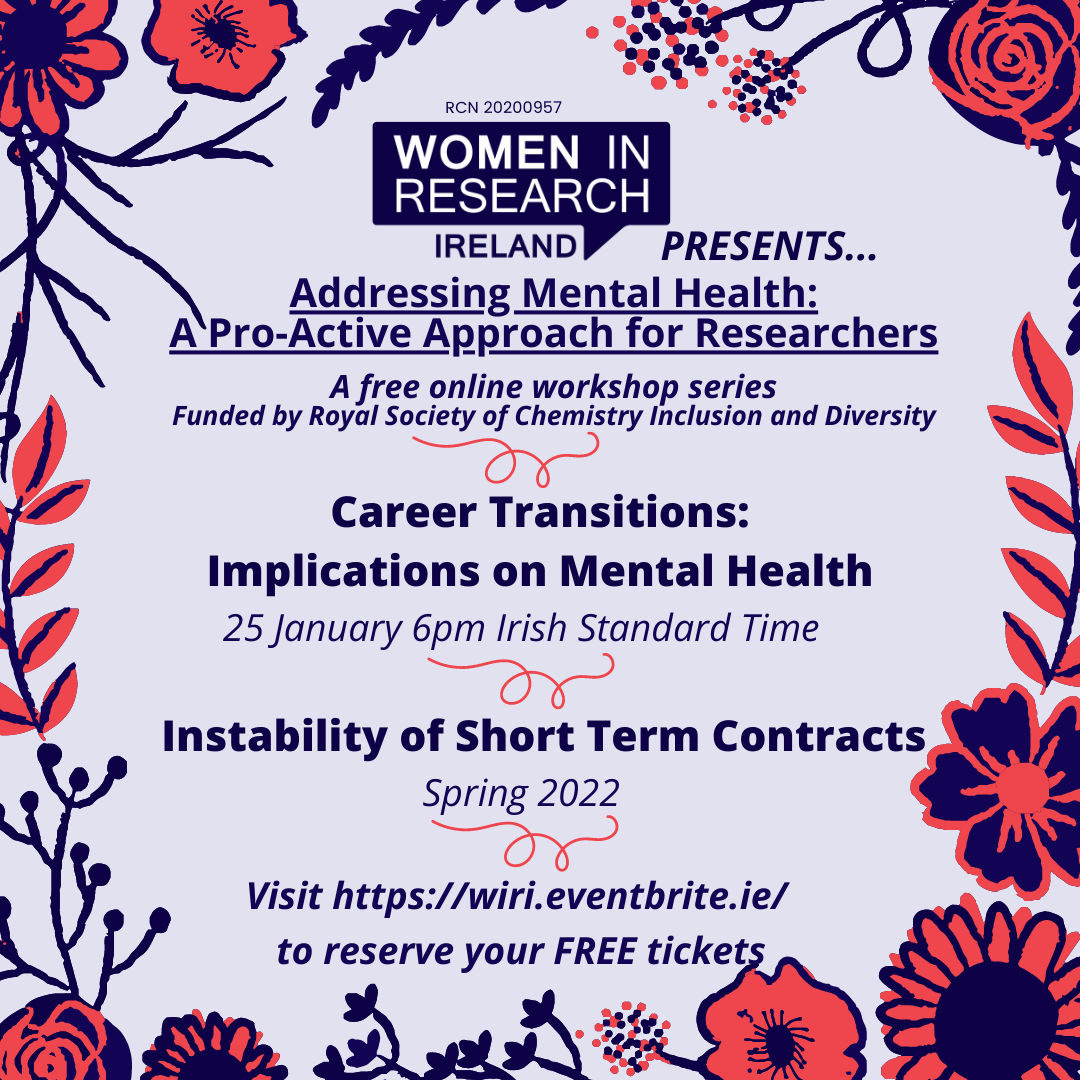 RCN 20200957
WOMEN IN
RESEARCH
IRELAND
PRESENTS...
Addressing Mental Health:
A Pro-Active Approach for Researchers
A free online workshop series
Funded by Royal Society of Chemistry Inclusion and Diversity
Career Transitions:
Implications on Mental Health
25 January 6pm Irish Standard Time
Instability of Short Term Contracts
Spring 2022
Visit https://wiri.eventbrite.ie/
to reserve your FREE tickets